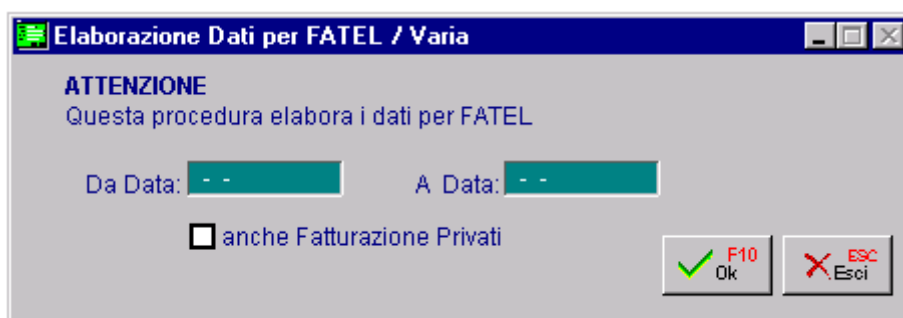 Elaborazione Dati per FATEL / Varia
ATTENZIONE
Questa procedura elabora i dati per FATEL
Da Data: - - A Data: - -
anche Fatturazione Privati
F10 Ok ESC Esci